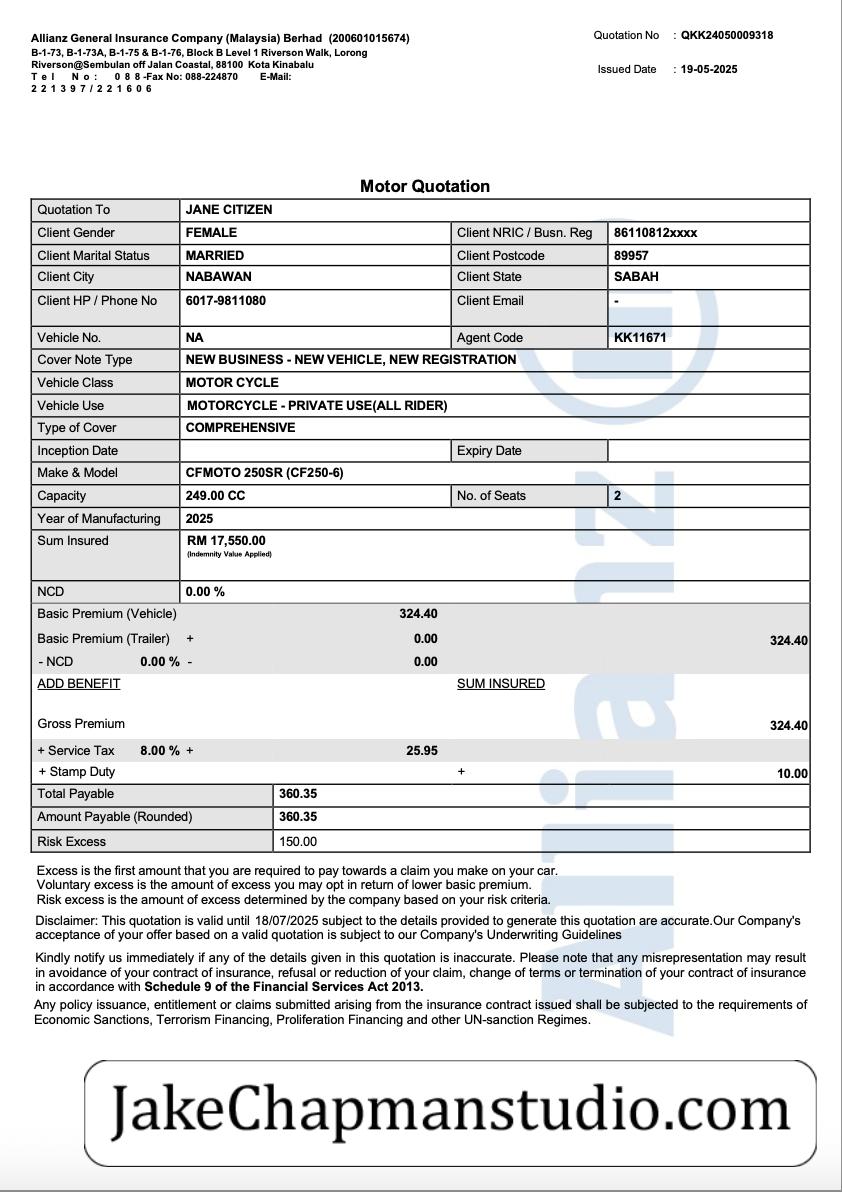 Allianz General Insurance Company (Malaysia) Berhad (200601015674)
B-1-73, B-1-73A, B-1-75 & B-1-76, Block B Level 1 Riverson Walk, Lorong
Riverson@Sembulan off Jalan Coastal, 88100 Kota Kinabalu
Tel No: 088-Fax No: 088-224870 E-Mail:
221397/221606
Quotation No : QKK24050009318
Issued Date : 19-05-2025
Motor Quotation
Quotation To JANE CITIZEN
Client Gender FEMALE Client NRIC / Busn. Reg 86110812xxxx
Client Marital Status MARRIED Client Postcode 89957
Client City NABAWAN Client State SABAH
Client HP / Phone No 6017-9811080 Client Email -
Vehicle No. NA Agent Code KK11671
Cover Note Type NEW BUSINESS - NEW VEHICLE, NEW REGISTRATION
Vehicle Class MOTOR CYCLE
Vehicle Use MOTORCYCLE - PRIVATE USE(ALL RIDER)
Type of Cover COMPREHENSIVE
Inception Date Expiry Date
Make & Model CFMOTO 250SR (CF250-6)
Capacity 249.00 CC No. of Seats 2
Year of Manufacturing 2025
Sum Insured RM 17,550.00
(Indemnity Value Applied)
NCD 0.00 %
Basic Premium (Vehicle) 324.40
Basic Premium (Trailer) + 0.00 324.40
- NCD 0.00 % - 0.00
ADD BENEFIT SUM INSURED
Gross Premium 324.40
+ Service Tax 8.00 % + 25.95
+ Stamp Duty + 10.00
Total Payable 360.35
Amount Payable (Rounded) 360.35
Risk Excess 150.00
Excess is the first amount that you are required to pay towards a claim you make on your car.
Voluntary excess is the amount of excess you may opt in return of lower basic premium.
Risk excess is the amount of excess determined by the company based on your risk criteria.
Disclaimer: This quotation is valid until 18/07/2025 subject to the details provided to generate this quotation are accurate.Our Company's
acceptance of your offer based on a valid quotation is subject to our Company's Underwriting Guidelines
Kindly notify us immediately if any of the details given in this quotation is inaccurate. Please note that any misrepresentation may result
in avoidance of your contract of insurance, refusal or reduction of your claim, change of terms or termination of your contract of insurance
in accordance with Schedule 9 of the Financial Services Act 2013.
Any policy issuance, entitlement or claims submitted arising from the insurance contract issued shall be subjected to the requirements of
Economic Sanctions, Terrorism Financing, Proliferation Financing and other UN-sanction Regimes.
Allianz
JakeChapmanstudio.com